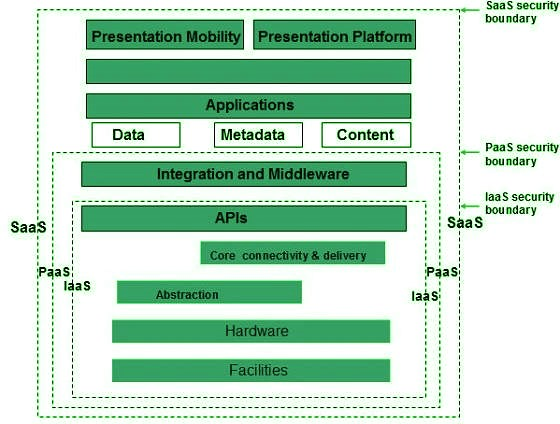 SaaS security
boundary
Presentation Mobility
Presentation Platform
Applications
Data
Metadata
Content
PaaS security
boundary
Integration and Middleware
IaaS security
boundary
APIs
SaaS
SaaS
Core connectivity & delivery
PaaS
PaaS
IaaS
IaaS
Abstraction
Hardware
Facilities